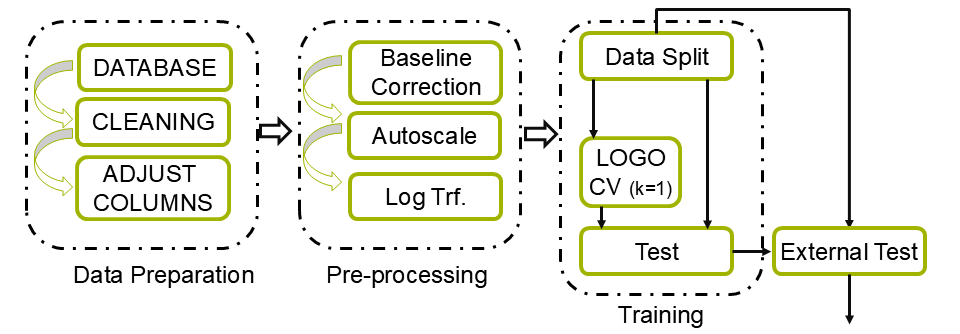 DATABASE
CLEANING
ADJUST
COLUMNS
Data Preparation
Baseline
Correction
Autoscale
Log Trf.
Pre-processing
Data Split
LOGO
CV (k=1)
Test
Training
External Test